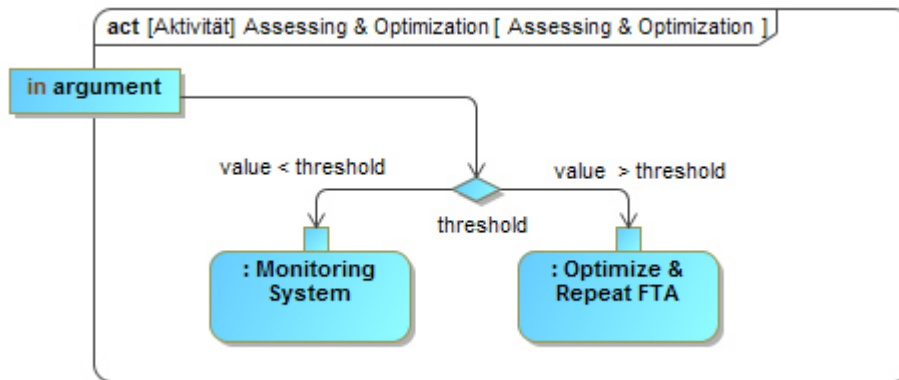 act [Aktivität] Assessing & Optimization [ Assessing & Optimization ]
in argument
value < threshold
value  > threshold
threshold
: Monitoring
System
: Optimize &
Repeat FTA